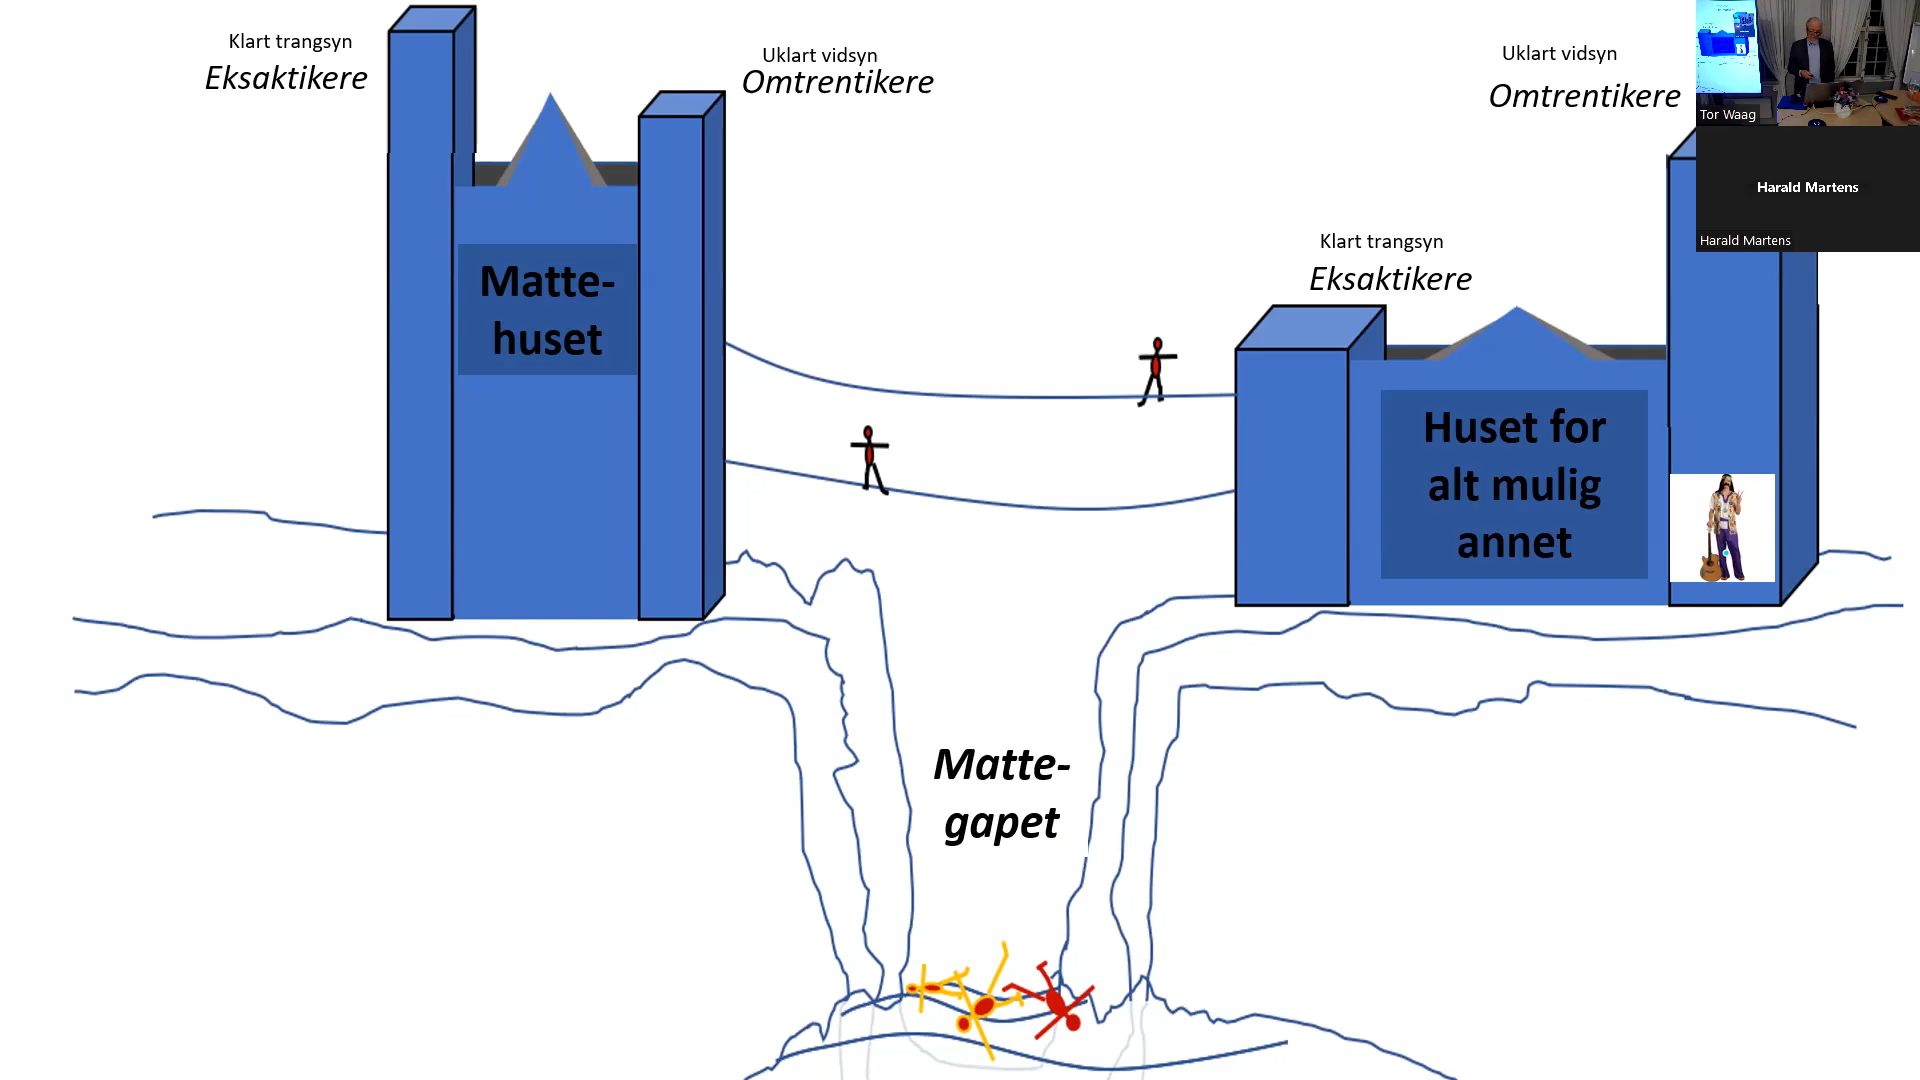 Klart trangsyn
Eksaktikere
Uklart vidsyn
Omtrentikere
Uklart vidsyn
Omtrentikere
Tor Waag
Harald Martens
Harald Martens
Klart trangsyn
Eksaktikere
Matte-
huset
Huset for
alt mulig
annet
Matte-
gapet